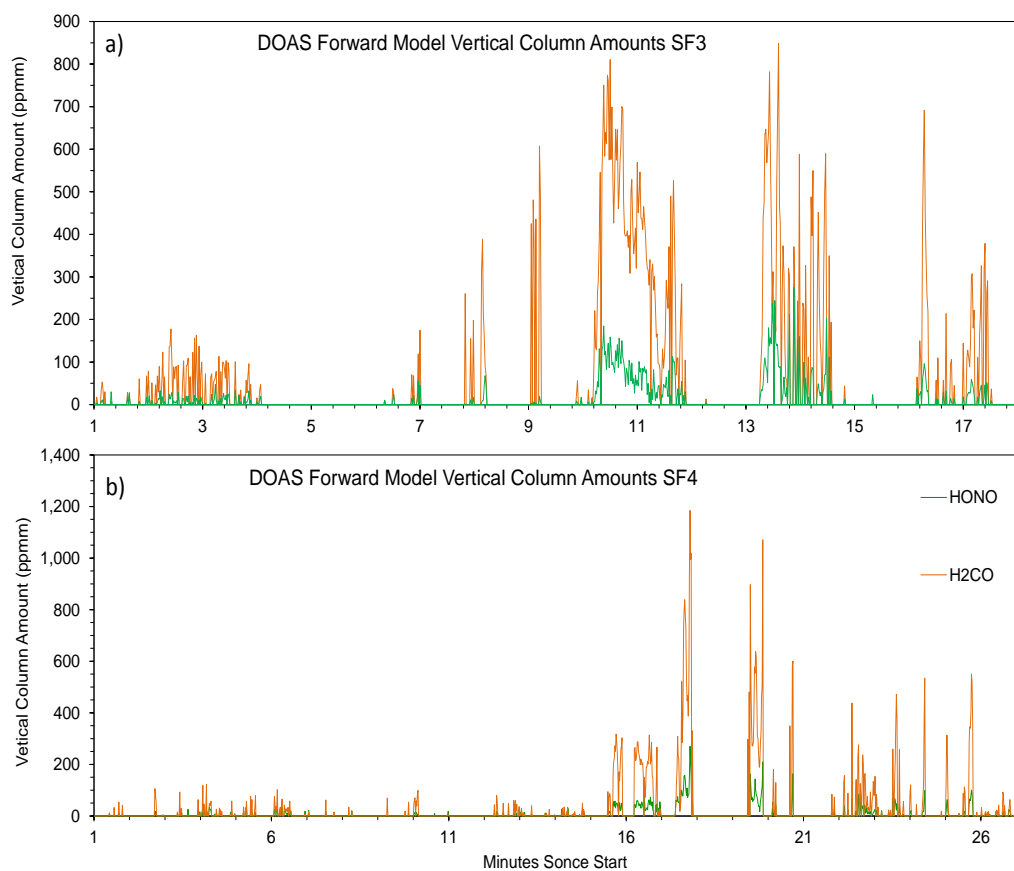 a)
DOAS Forward Model Vertical Column Amounts SF3
Vetical Column Amount (ppmm)
900
800
700
600
500
400
300
200
100
0
1 3 5 7 9 11 13 15 17
b)
DOAS Forward Model Vertical Column Amounts SF4
Vetical Column Amount (ppmm)
1,400
1,200
1,000
800
600
400
200
0
HONO
H2CO
1 6 11 16 21 26
Minutes Sonce Start